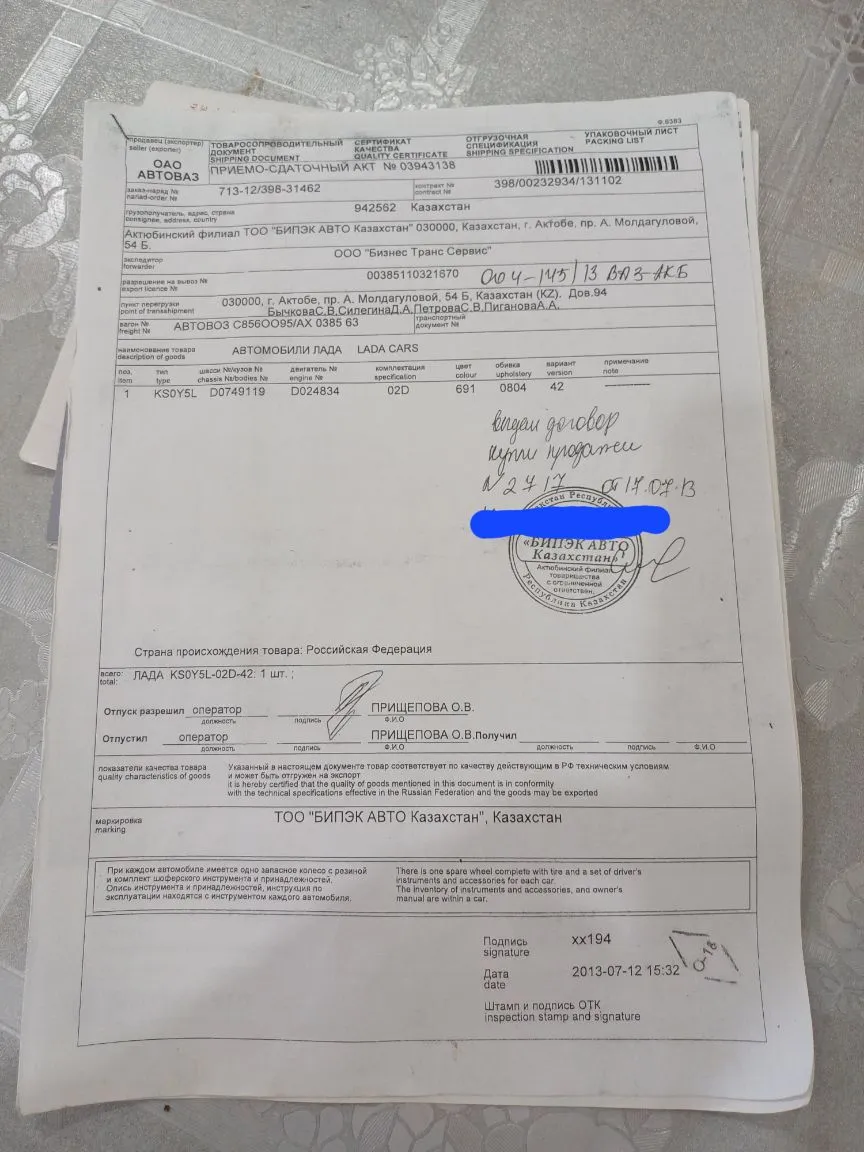 Ф.6383
продавец (экспортер)
seller (exporter)
ОАО
АВТОВАЗ
ТОВАРОСОПРОВОДИТЕЛЬНЫЙ
ДОКУМЕНТ
SHIPPING DOCUMENT
СЕРТИФИКАТ
КАЧЕСТВА
QUALITY CERTIFICATE
ОТГРУЗОЧНАЯ
СПЕЦИФИКАЦИЯ
SHIPPING SPECIFICATION
УПАКОВОЧНЫЙ ЛИСТ
PACKING LIST
ПРИЕМО-СДАТОЧНЫЙ АКТ № 03943138
заказ-наряд №
nariad-order №
713-12/398-31462
контракт №
contract №
398/00232934/131102
грузополучатель, адрес, страна
consignee, address, country
942562 Казахстан
Актюбинский филиал ТОО "БИПЭК АВТО Казахстан" 030000, Казахстан, г. Актобе, пр. А. Молдагуловой,
54 Б.
экспедитор
forwarder
ООО "Бизнес Транс Сервис"
разрешение на вывоз №
export licence №
00385110321670
145/13 ВАЗ-АКБ
пункт перегрузки
point of transshipment
030000, г. Актобе, пр. А. Молдагуловой, 54 Б, Казахстан (KZ). Дов.94
БычковаС.В.СилегинаД.А.ПетроваС.В.ПигановаА.А.
вагон №
freight №
АВТОВОЗ С856ОО95/АХ 0385 63
транспортный
документ №
наименование товара
description of goods
АВТОМОБИЛИ ЛАДА LADA CARS
поз. тип шасси №/кузов № двигатель № комплектация цвет обивка вариант примечание
item type chassis №/bodies № engine № specification colour upholstery version note
1 KS0Y5L D0749119 D024834 02D 691 0804 42
выдан договор
купли продажи
№ 2717 от 17.07.13
«БИПЭК АВТО
Казахстан»
Актюбинский филиал
товарищества
с ограниченной
ответствен.
Республика Казахстан
Страна происхождения товара: Российская Федерация
всего:
total:
ЛАДА KS0Y5L-02D-42: 1 шт. ;
Отпуск разрешил оператор ПРИЩЕПОВА О.В.
должность подпись Ф.И.О
Отпустил оператор ПРИЩЕПОВА О.В.Получил
должность подпись Ф.И.О должность подпись Ф.И.О
показатели качества товара
quality characteristics of goods
Указанный в настоящем документе товар соответствует по качеству действующим в РФ техническим условиям
и может быть отгружен на экспорт
it is hereby certified that the quality of goods mentioned in this document is in conformity
with the technical specifications effective in the Russian Federation and the goods may be exported
маркировка
marking
ТОО "БИПЭК АВТО Казахстан", Казахстан
При каждом автомобиле имеется одно запасное колесо с резиной
и комплект шоферского инструмента и принадлежностей.
Опись инструмента и принадлежностей, инструкция по
эксплуатации находятся с инструментом каждого автомобиля.
There is one spare wheel complete with tire and a set of driver's
instruments and accessories for each car.
The inventory of instruments and accessories, and owner's
manual are within a car.
Подпись
signature
xx194
Дата
date
2013-07-12 15:32
О-18
Штамп и подпись ОТК
inspection stamp and signature